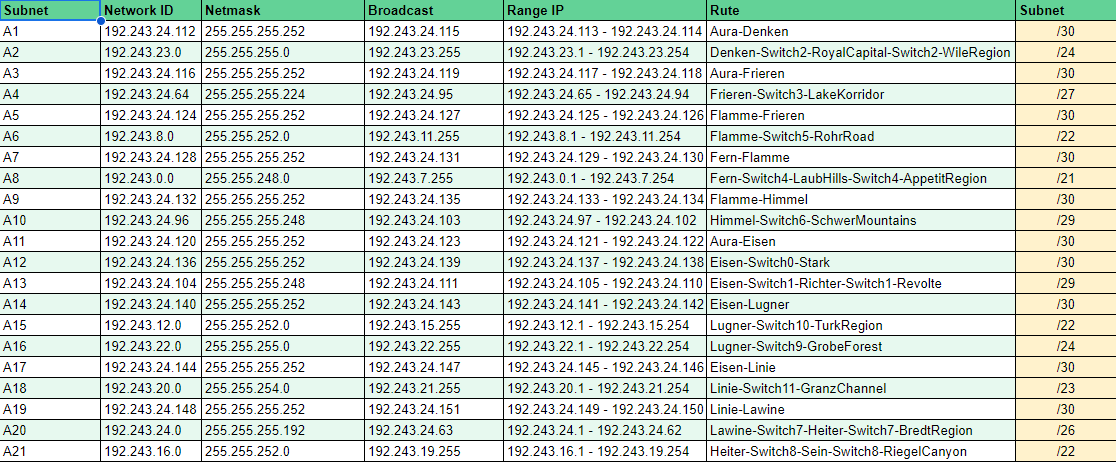 Subnet Network ID Netmask Broadcast Range IP Rute Subnet
A1 192.243.24.112 255.255.255.252 192.243.24.115 192.243.24.113 - 192.243.24.114 Aura-Denken /30
A2 192.243.23.0 255.255.255.0 192.243.23.255 192.243.23.1 - 192.243.23.254 Denken-Switch2-RoyalCapital-Switch2-WileRegion /24
A3 192.243.24.116 255.255.255.252 192.243.24.119 192.243.24.117 - 192.243.24.118 Aura-Frieren /30
A4 192.243.24.64 255.255.255.224 192.243.24.95 192.243.24.65 - 192.243.24.94 Frieren-Switch3-LakeKorridor /27
A5 192.243.24.124 255.255.255.252 192.243.24.127 192.243.24.125 - 192.243.24.126 Flamme-Frieren /30
A6 192.243.8.0 255.255.252.0 192.243.11.255 192.243.8.1 - 192.243.11.254 Flamme-Switch5-RohrRoad /22
A7 192.243.24.128 255.255.255.252 192.243.24.131 192.243.24.129 - 192.243.24.130 Fern-Flamme /30
A8 192.243.0.0 255.255.248.0 192.243.7.255 192.243.0.1 - 192.243.7.254 Fern-Switch4-LaubHills-Switch4-AppetitRegion /21
A9 192.243.24.132 255.255.255.252 192.243.24.135 192.243.24.133 - 192.243.24.134 Flamme-Himmel /30
A10 192.243.24.96 255.255.255.248 192.243.24.103 192.243.24.97 - 192.243.24.102 Himmel-Switch6-SchwerMountains /29
A11 192.243.24.120 255.255.255.252 192.243.24.123 192.243.24.121 - 192.243.24.122 Aura-Eisen /30
A12 192.243.24.136 255.255.255.252 192.243.24.139 192.243.24.137 - 192.243.24.138 Eisen-Switch0-Stark /30
A13 192.243.24.104 255.255.255.248 192.243.24.111 192.243.24.105 - 192.243.24.110 Eisen-Switch1-Richter-Switch1-Revolte /29
A14 192.243.24.140 255.255.255.252 192.243.24.143 192.243.24.141 - 192.243.24.142 Eisen-Lugner /30
A15 192.243.12.0 255.255.252.0 192.243.15.255 192.243.12.1 - 192.243.15.254 Lugner-Switch10-TurkRegion /22
A16 192.243.22.0 255.255.255.0 192.243.22.255 192.243.22.1 - 192.243.22.254 Lugner-Switch9-GrobeForest /24
A17 192.243.24.144 255.255.255.252 192.243.24.147 192.243.24.145 - 192.243.24.146 Eisen-Linie /30
A18 192.243.20.0 255.255.254.0 192.243.21.255 192.243.20.1 - 192.243.21.254 Linie-Switch11-GranzChannel /23
A19 192.243.24.148 255.255.255.252 192.243.24.151 192.243.24.149 - 192.243.24.150 Linie-Lawine /30
A20 192.243.24.0 255.255.255.192 192.243.24.63 192.243.24.1 - 192.243.24.62 Lawine-Switch7-Heiter-Switch7-BredtRegion /26
A21 192.243.16.0 255.255.252.0 192.243.19.255 192.243.16.1 - 192.243.19.254 Heiter-Switch8-Sein-Switch8-RiegelCanyon /22